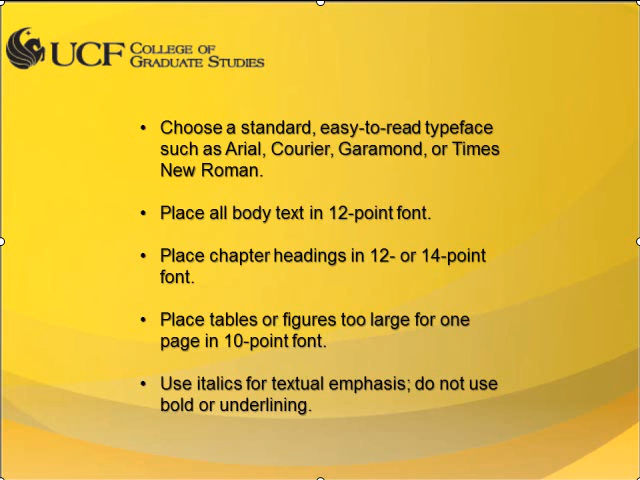 UCF COLLEGE OF
GRADUATE STUDIES
• Choose a standard, easy-to-read typeface
such as Arial, Courier, Garamond, or Times
New Roman.
• Place all body text in 12-point font.
• Place chapter headings in 12- or 14-point
font.
• Place tables or figures too large for one
page in 10-point font.
• Use italics for textual emphasis; do not use
bold or underlining.